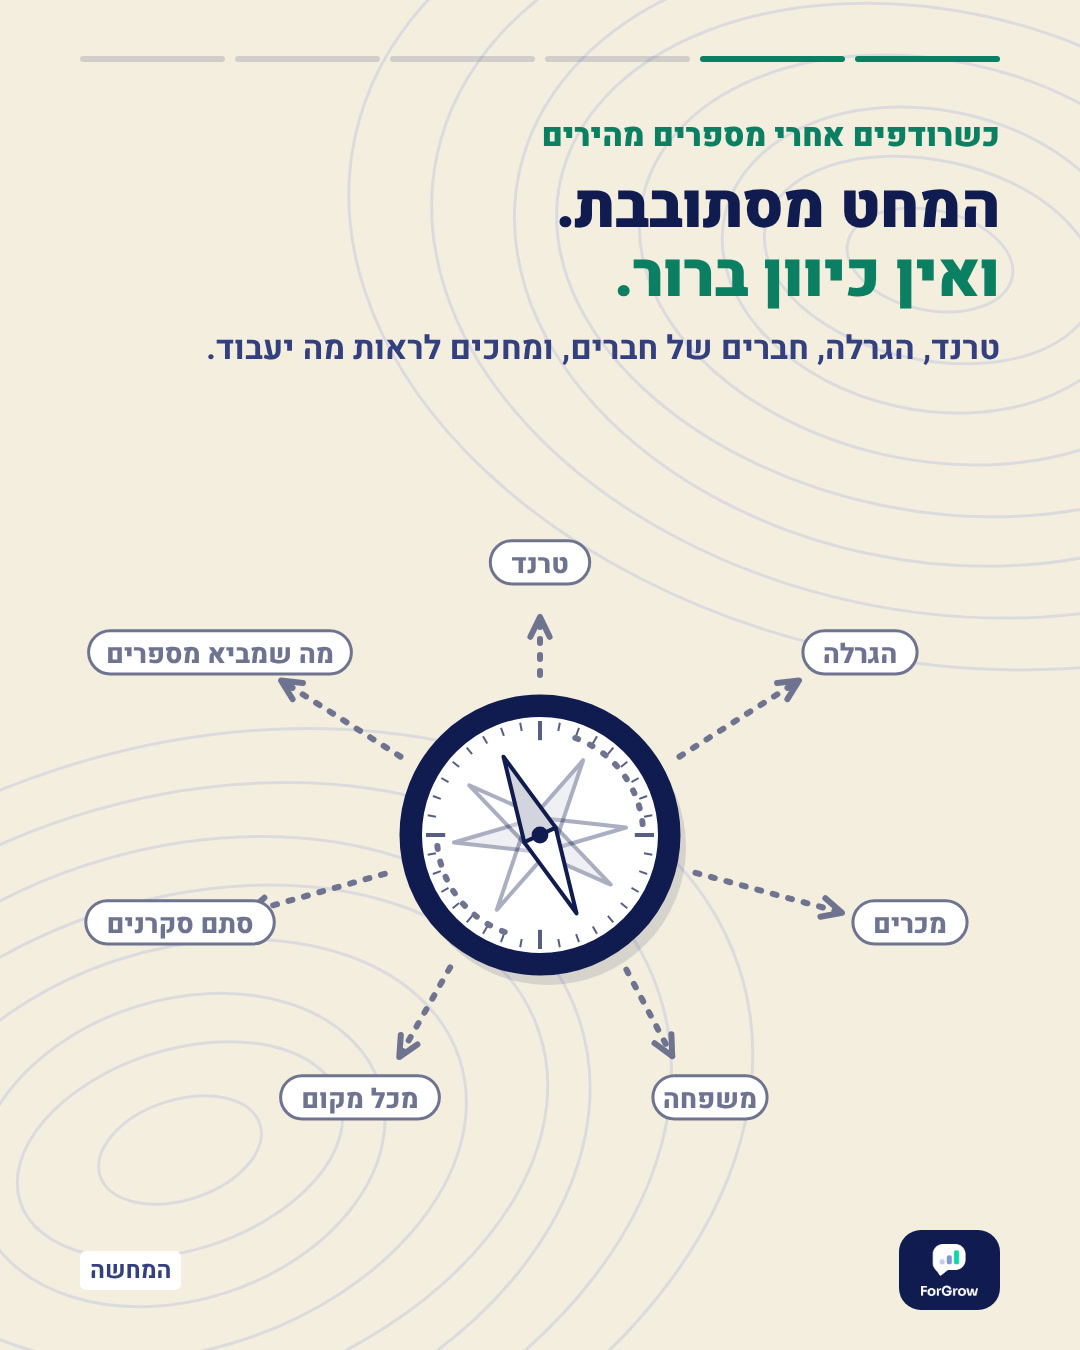 כשרודפים אחרי מספרים מהירים
המחט מסתובבת.
ואין כיוון ברור.
טרנד, הגרלה, חברים של חברים, ומחכים לראות מה יעבוד.
טרנד
הגרלה
מה שמביא מספרים
מכרים
סתם סקרנים
משפחה
מכל מקום
ForGrow
המחשה